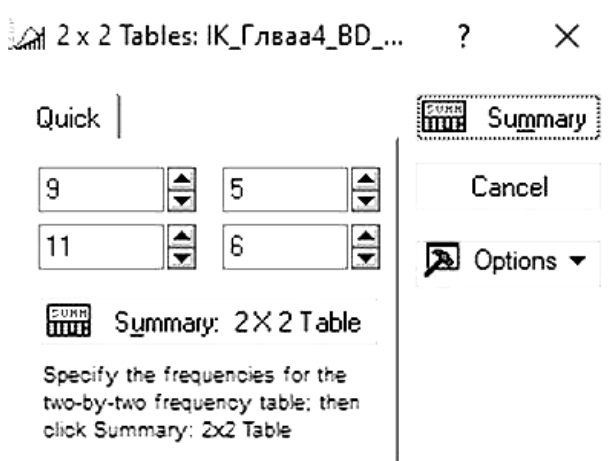 2 x 2 Tables: IK_Глваа4_BD_... ? ×
Quick
Summary
9 5
Cancel
11 6
Options
Summary: 2X2 Table
Specify the frequencies for the
two-by-two frequency table; then
click Summary: 2x2 Table